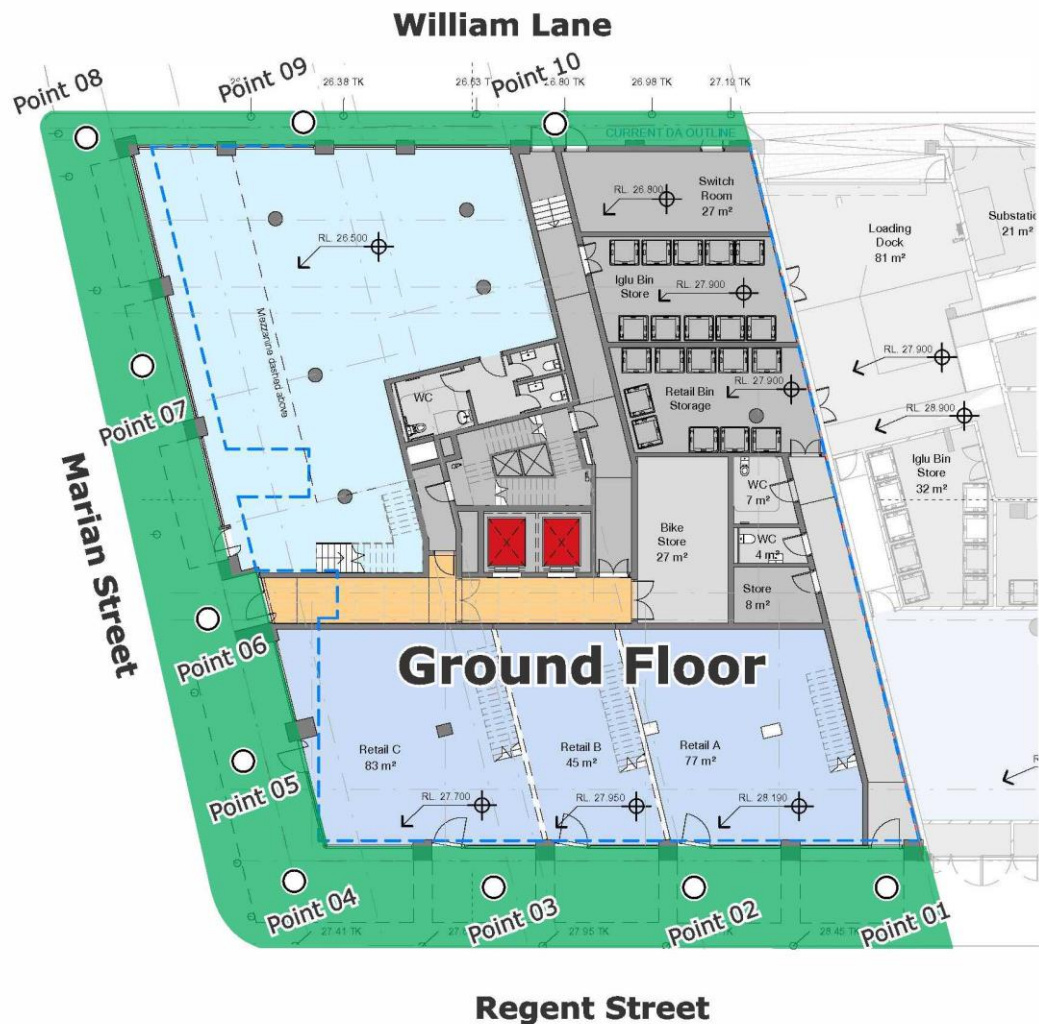 William Lane
Point 08
Point 09
Point 10
26.38 TK
26.80 TK
26.98 TK
27.19 TK
CURRENT DA OUTLINE
Switch
Room
27 m²
RL. 26.800
Loading
Dock
81 m²
21 m²
RL. 26.500
Iglu Bin
Store
RL. 27.900
Mezzanine dashed above
RL. 27.900
Retail Bin
Storage
RL. 27.900
WC
RL. 28.900
Point 07
Iglu Bin
Store
32 m²
WC
7 m²
Marian Street
Bike
Store
27 m²
WC
4 m²
Store
8 m²
Point 06
Ground Floor
Retail C
83 m²
Retail B
45 m²
Retail A
77 m²
Point 05
RL. 27.700
RL. 27.950
RL. 28.190
Point 04
Point 03
Point 02
Point 01
27.41 TK
27.95 TK
28.45 TK
Regent Street